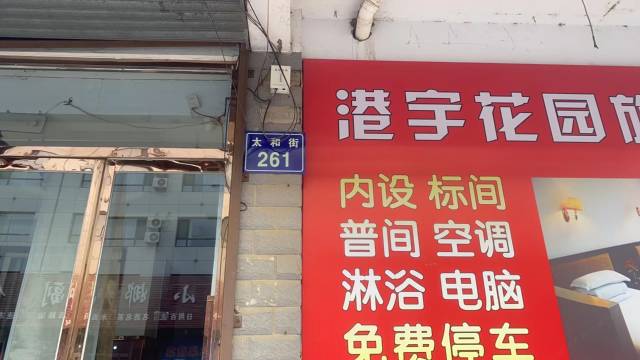 太和街
261
港宇花园旅
内设 标间
普间 空调
淋浴 电脑
免费停车